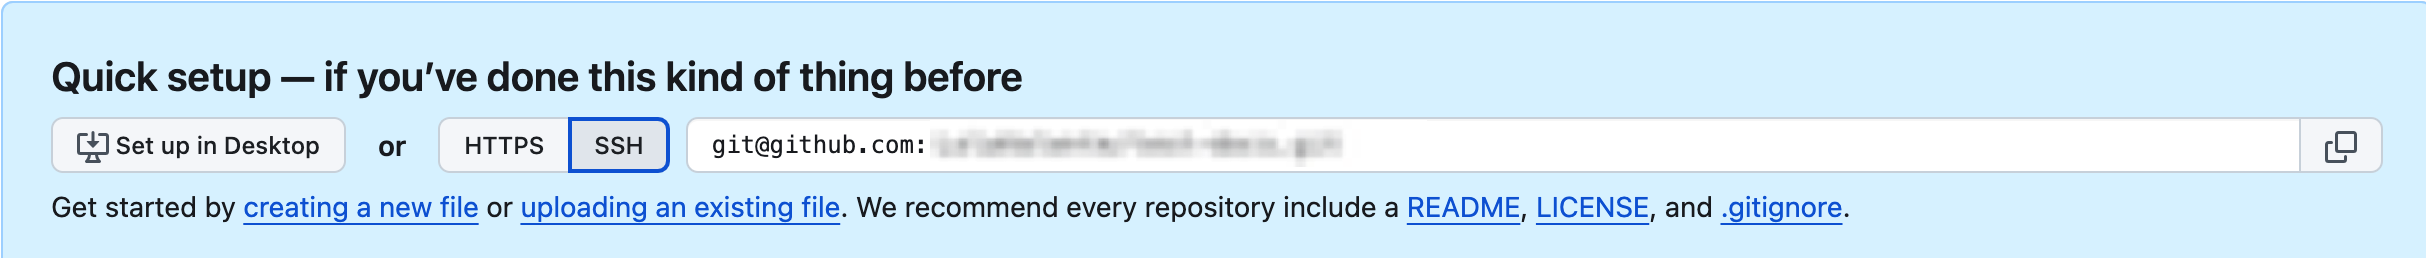 Quick setup — if you’ve done this kind of thing before
Set up in Desktop or HTTPS SSH git@github.com:
Get started by creating a new file or uploading an existing file. We recommend every repository include a README, LICENSE, and .gitignore.